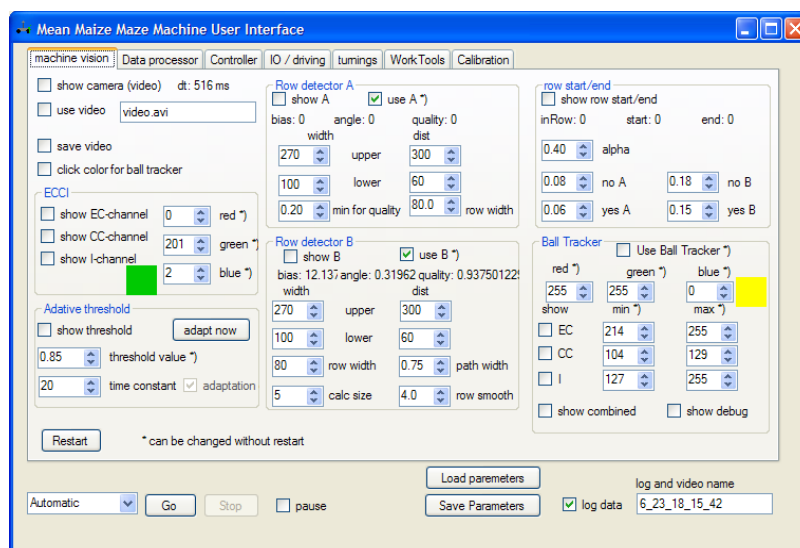 Mean Maize Maze Machine User Interface
machine vision Data processor Controller IO / driving turnings WorkTools Calibration
show camera (video) dt: 516 ms
use video video.avi
save video
click color for ball tracker
ECCI
show EC-channel 0 red *)
show CC-channel 201 green *)
show I-channel 2 blue *)
Adative threshold
show threshold adapt now
0.85 threshold value *)
20 time constant adaptation
Restart * can be changed without restart
Row detector A
show A use A *)
bias: 0 angle: 0 quality: 0
width dist
270 upper 300
100 lower 60
0.20 min for quality 80.0 row width
Row detector B
show B use B *)
bias: 12.137 angle: 0.31962 quality: 0.93750122
width dist
270 upper 300
100 lower 60
80 row width 0.75 path width
5 calc size 4.0 row smooth
row start/end
show row start/end
inRow: 0 start: 0 end: 0
0.40 alpha
0.08 no A 0.18 no B
0.06 yes A 0.15 yes B
Ball Tracker
Use Ball Tracker *)
red *) green *) blue *)
255 255 0
show min *) max *)
EC 214 255
CC 104 129
I 127 255
show combined show debug
Automatic Go Stop pause
Load paremeters
Save Parameters
log data
log and video name
6_23_18_15_42